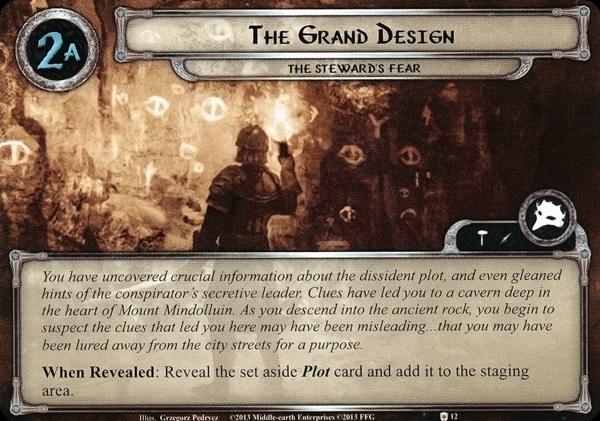 2A
The Grand Design
The Steward's Fear
You have uncovered crucial information about the dissident plot, and even gleaned
hints of the conspirator's secretive leader. Clues have led you to a cavern deep in
the heart of Mount Mindolluin. As you descend into the ancient rock, you begin to
suspect the clues that led you here may have been misleading...that you may have
been lured away from the city streets for a purpose.
When Revealed: Reveal the set aside Plot card and add it to the staging
area.
Illus. Grzegorz Pedrycz ©2013 Middle-earth Enterprises ©2013 FFG 12